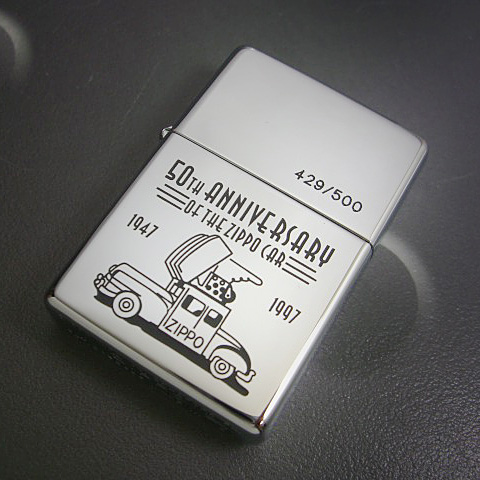 429/500
50TH ANNIVERSARY
OF THE ZIPPO CAR
1947
1997
ZIPPO